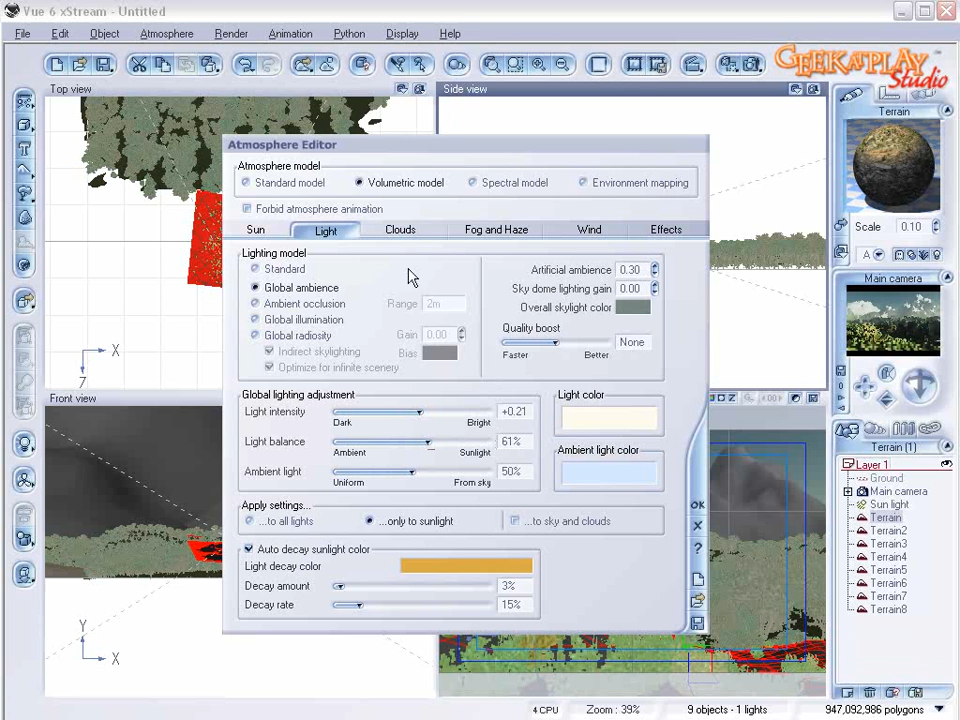 Vue 6 xStream - Untitled
File Edit Object Atmosphere Render Animation Python Display Help
GEEKATPLAY
Studio
Top view
Side view
Terrain
Scale 0.10
A
Main camera
Atmosphere Editor
Atmosphere model
Standard model Volumetric model Spectral model Environment mapping
Forbid atmosphere animation
Sun Light Clouds Fog and Haze Wind Effects
Lighting model
Standard
Global ambience
Ambient occlusion Range 2m
Global illumination
Global radiosity Gain 0.00
Indirect skylighting Bias
Optimize for infinite scenery
Artificial ambience 0.30
Sky dome lighting gain 0.00
Overall skylight color
Quality boost
None
Faster Better
Global lighting adjustment
Light intensity +0.21
Dark Bright
Light balance 61%
Ambient Sunlight
Ambient light 50%
Uniform From sky
Light color
Ambient light color
Apply settings...
...to all lights ...only to sunlight ...to sky and clouds
Auto decay sunlight color
Light decay color
Decay amount 3%
Decay rate 15%
OK
X
Z
Front view
Y
X
Terrain (1)
Layer 1
Ground
Main camera
Sun light
Terrain
Terrain2
Terrain3
Terrain4
Terrain5
Terrain6
Terrain7
Terrain8
4 CPU Zoom : 39% 9 objects - 1 lights 947,092,986 polygons